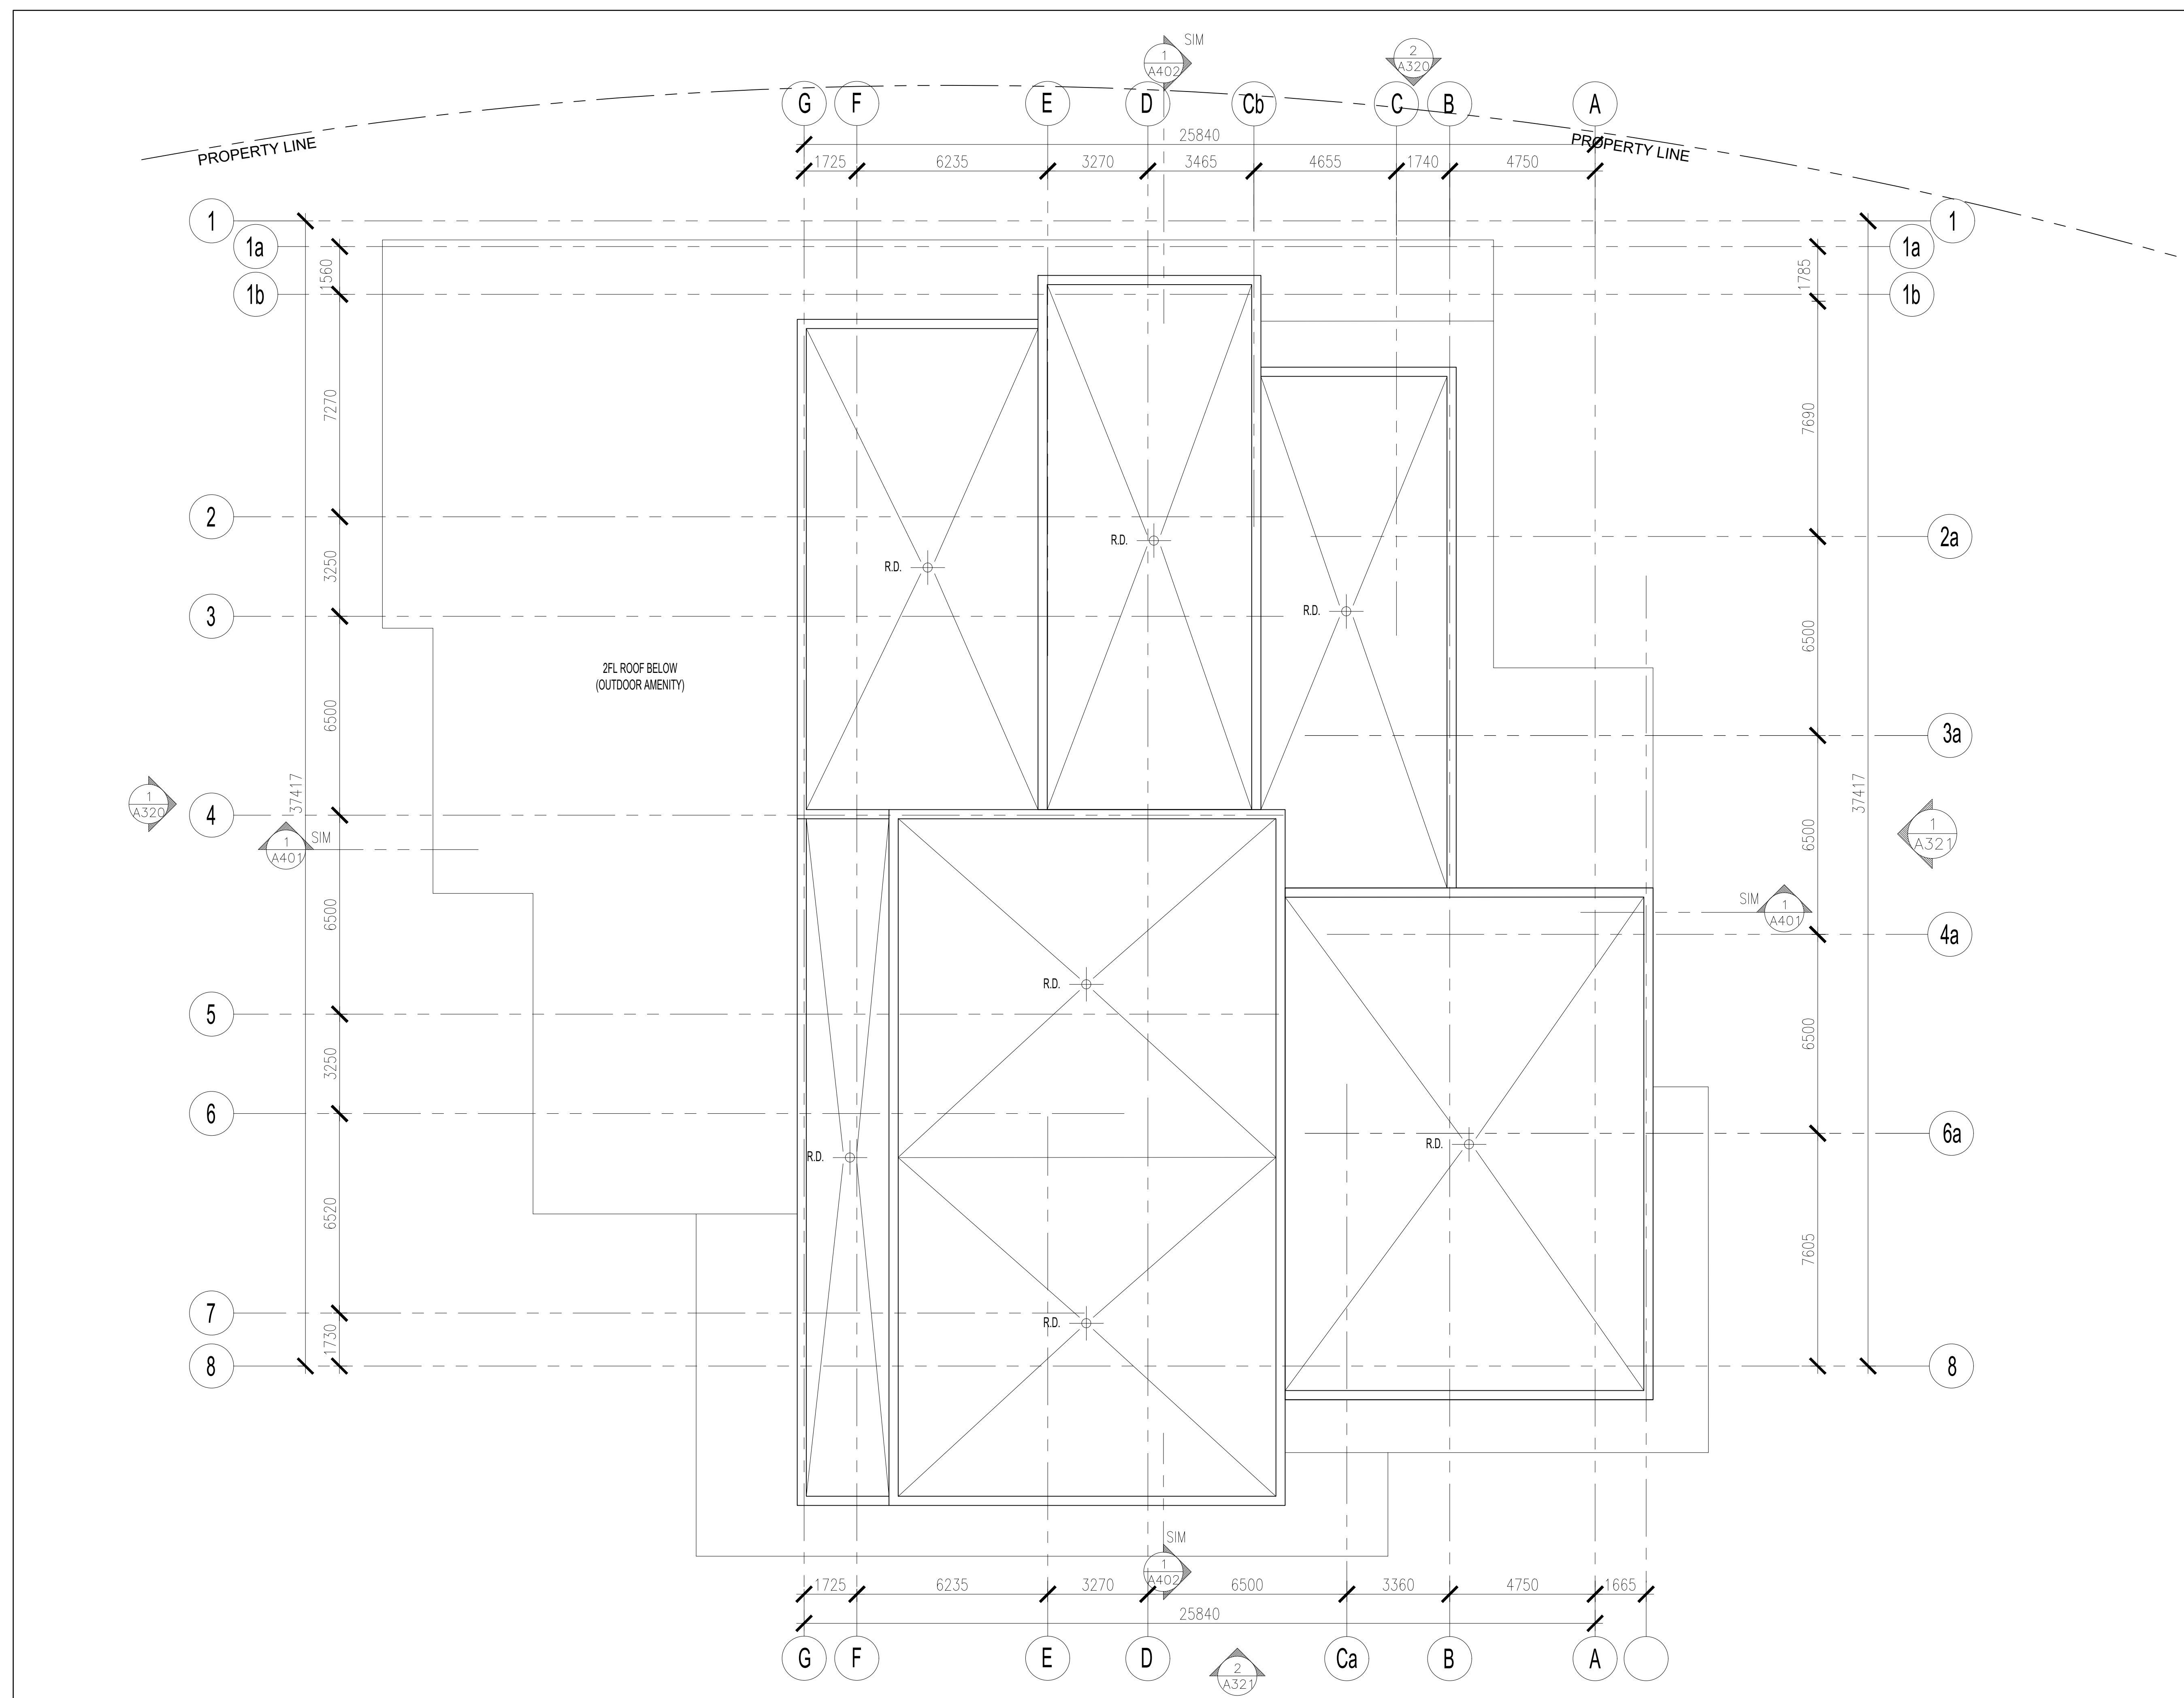 SIM
1
A402
2
A320
G
F
E
D
Cb
C
B
A
25840
PROPERTY LINE
PROPERTY LINE
1725
6235
3270
3465
4655
1740
4750
1
1
1a
1a
1560
1785
1b
1b
7270
7690
2
2a
R.D.
R.D.
3250
3
R.D.
6500
2FL ROOF BELOW
(OUTDOOR AMENITY)
6500
3a
37417
37417
1
A320
4
1
A401
SIM
6500
1
A321
SIM
1
A401
6500
4a
R.D.
5
6500
3250
6
6a
R.D.
R.D.
6520
7605
7
R.D.
1730
8
8
SIM
1
A402
1725
6235
3270
6500
3360
4750
1665
25840
G
F
E
D
Ca
B
A
2
A321